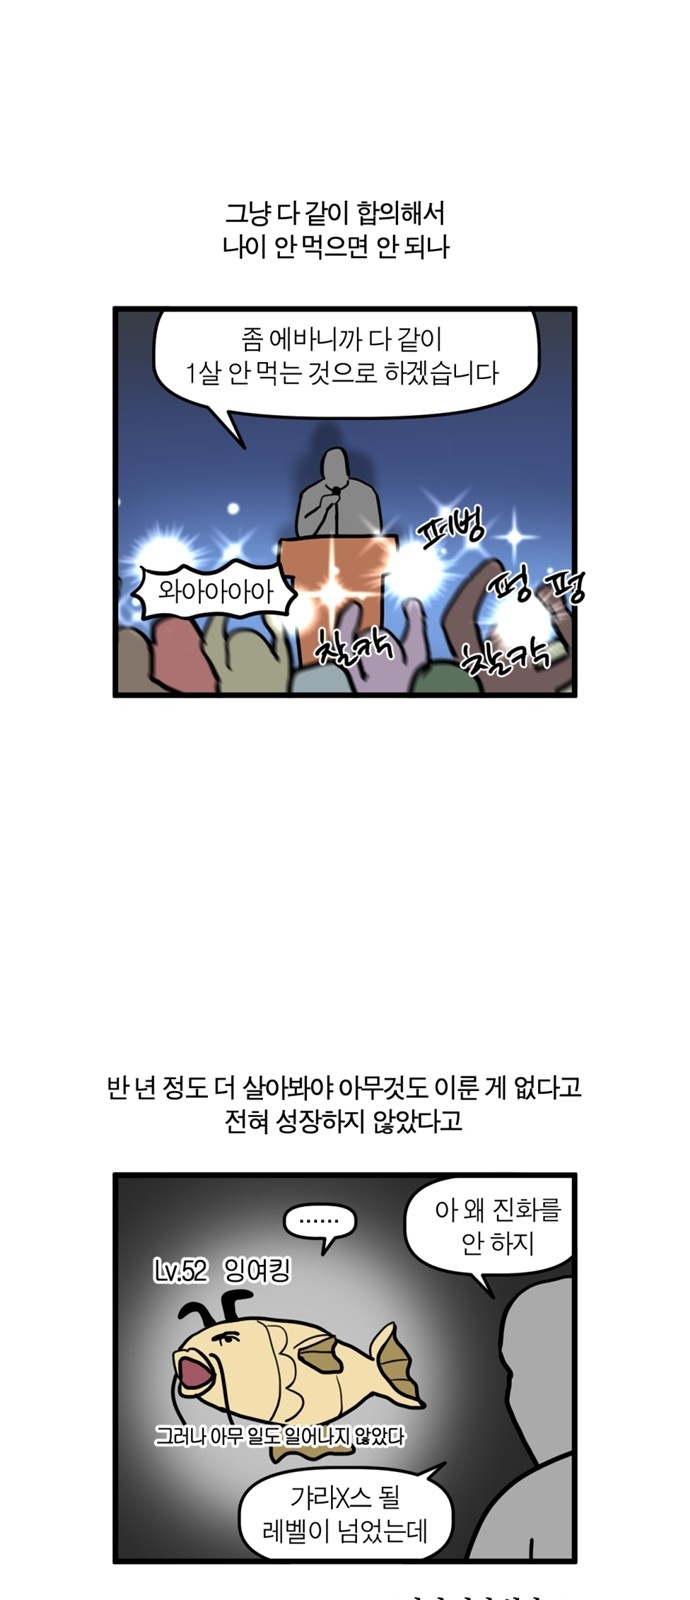 그냥 다 같이 합의해서
나이 안 먹으면 안 되나
좀 에바니까 다 같이
1살 안 먹는 것으로 하겠습니다
퍼벙
와아아아아
펑 펑
찰칵
찰칵
반 년 정도 더 살아봐야 아무것도 이룬 게 없다고
전혀 성장하지 않았다고
아 왜 진화를
안 하지
······
Lv.52 잉여킹
그러나 아무 일도 일어나지 않았다
갸라X스 될
레벨이 넘었는데